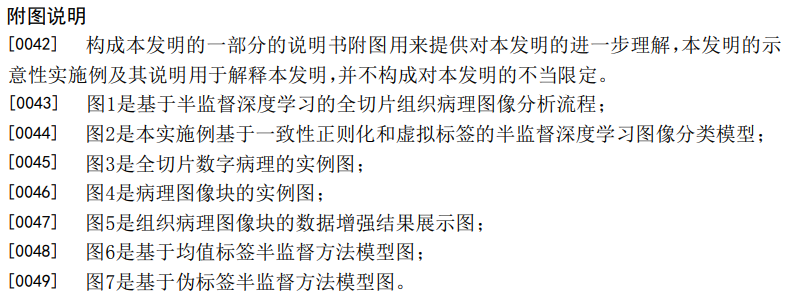 附图说明
[0042] 构成本发明的一部分的说明书附图用来提供对本发明的进一步理解,本发明的示
意性实施例及其说明用于解释本发明,并不构成对本发明的不当限定。
[0043] 图1是基于半监督深度学习的全切片组织病理图像分析流程;
[0044] 图2是本实施例基于一致性正则化和虚拟标签的半监督深度学习图像分类模型;
[0045] 图3是全切片数字病理的实例图;
[0046] 图4是病理图像块的实例图;
[0047] 图5是组织病理图像块的数据增强结果展示图;
[0048] 图6是基于均值标签半监督方法模型图;
[0049] 图7是基于伪标签半监督方法模型图。